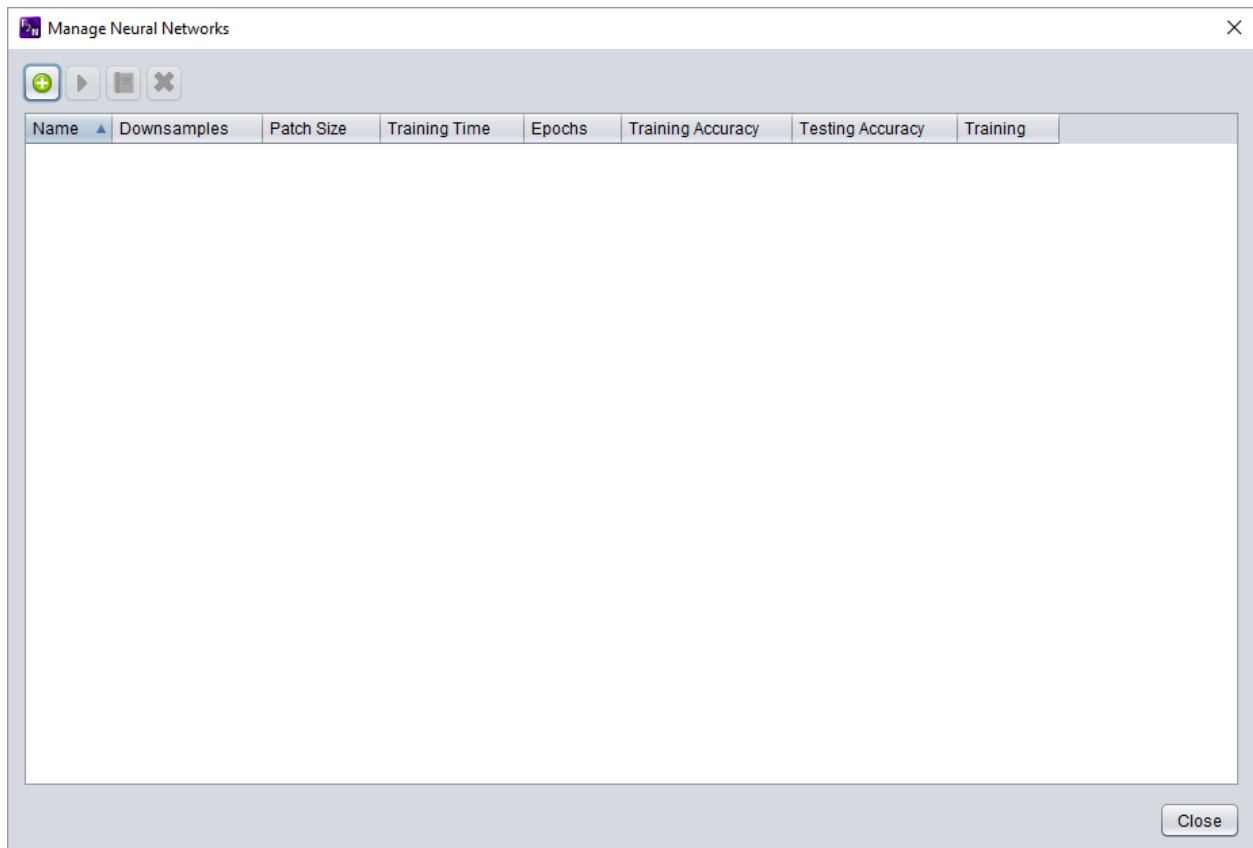 Manage Neural Networks
Name Downsamples Patch Size Training Time Epochs Training Accuracy Testing Accuracy Training
Close